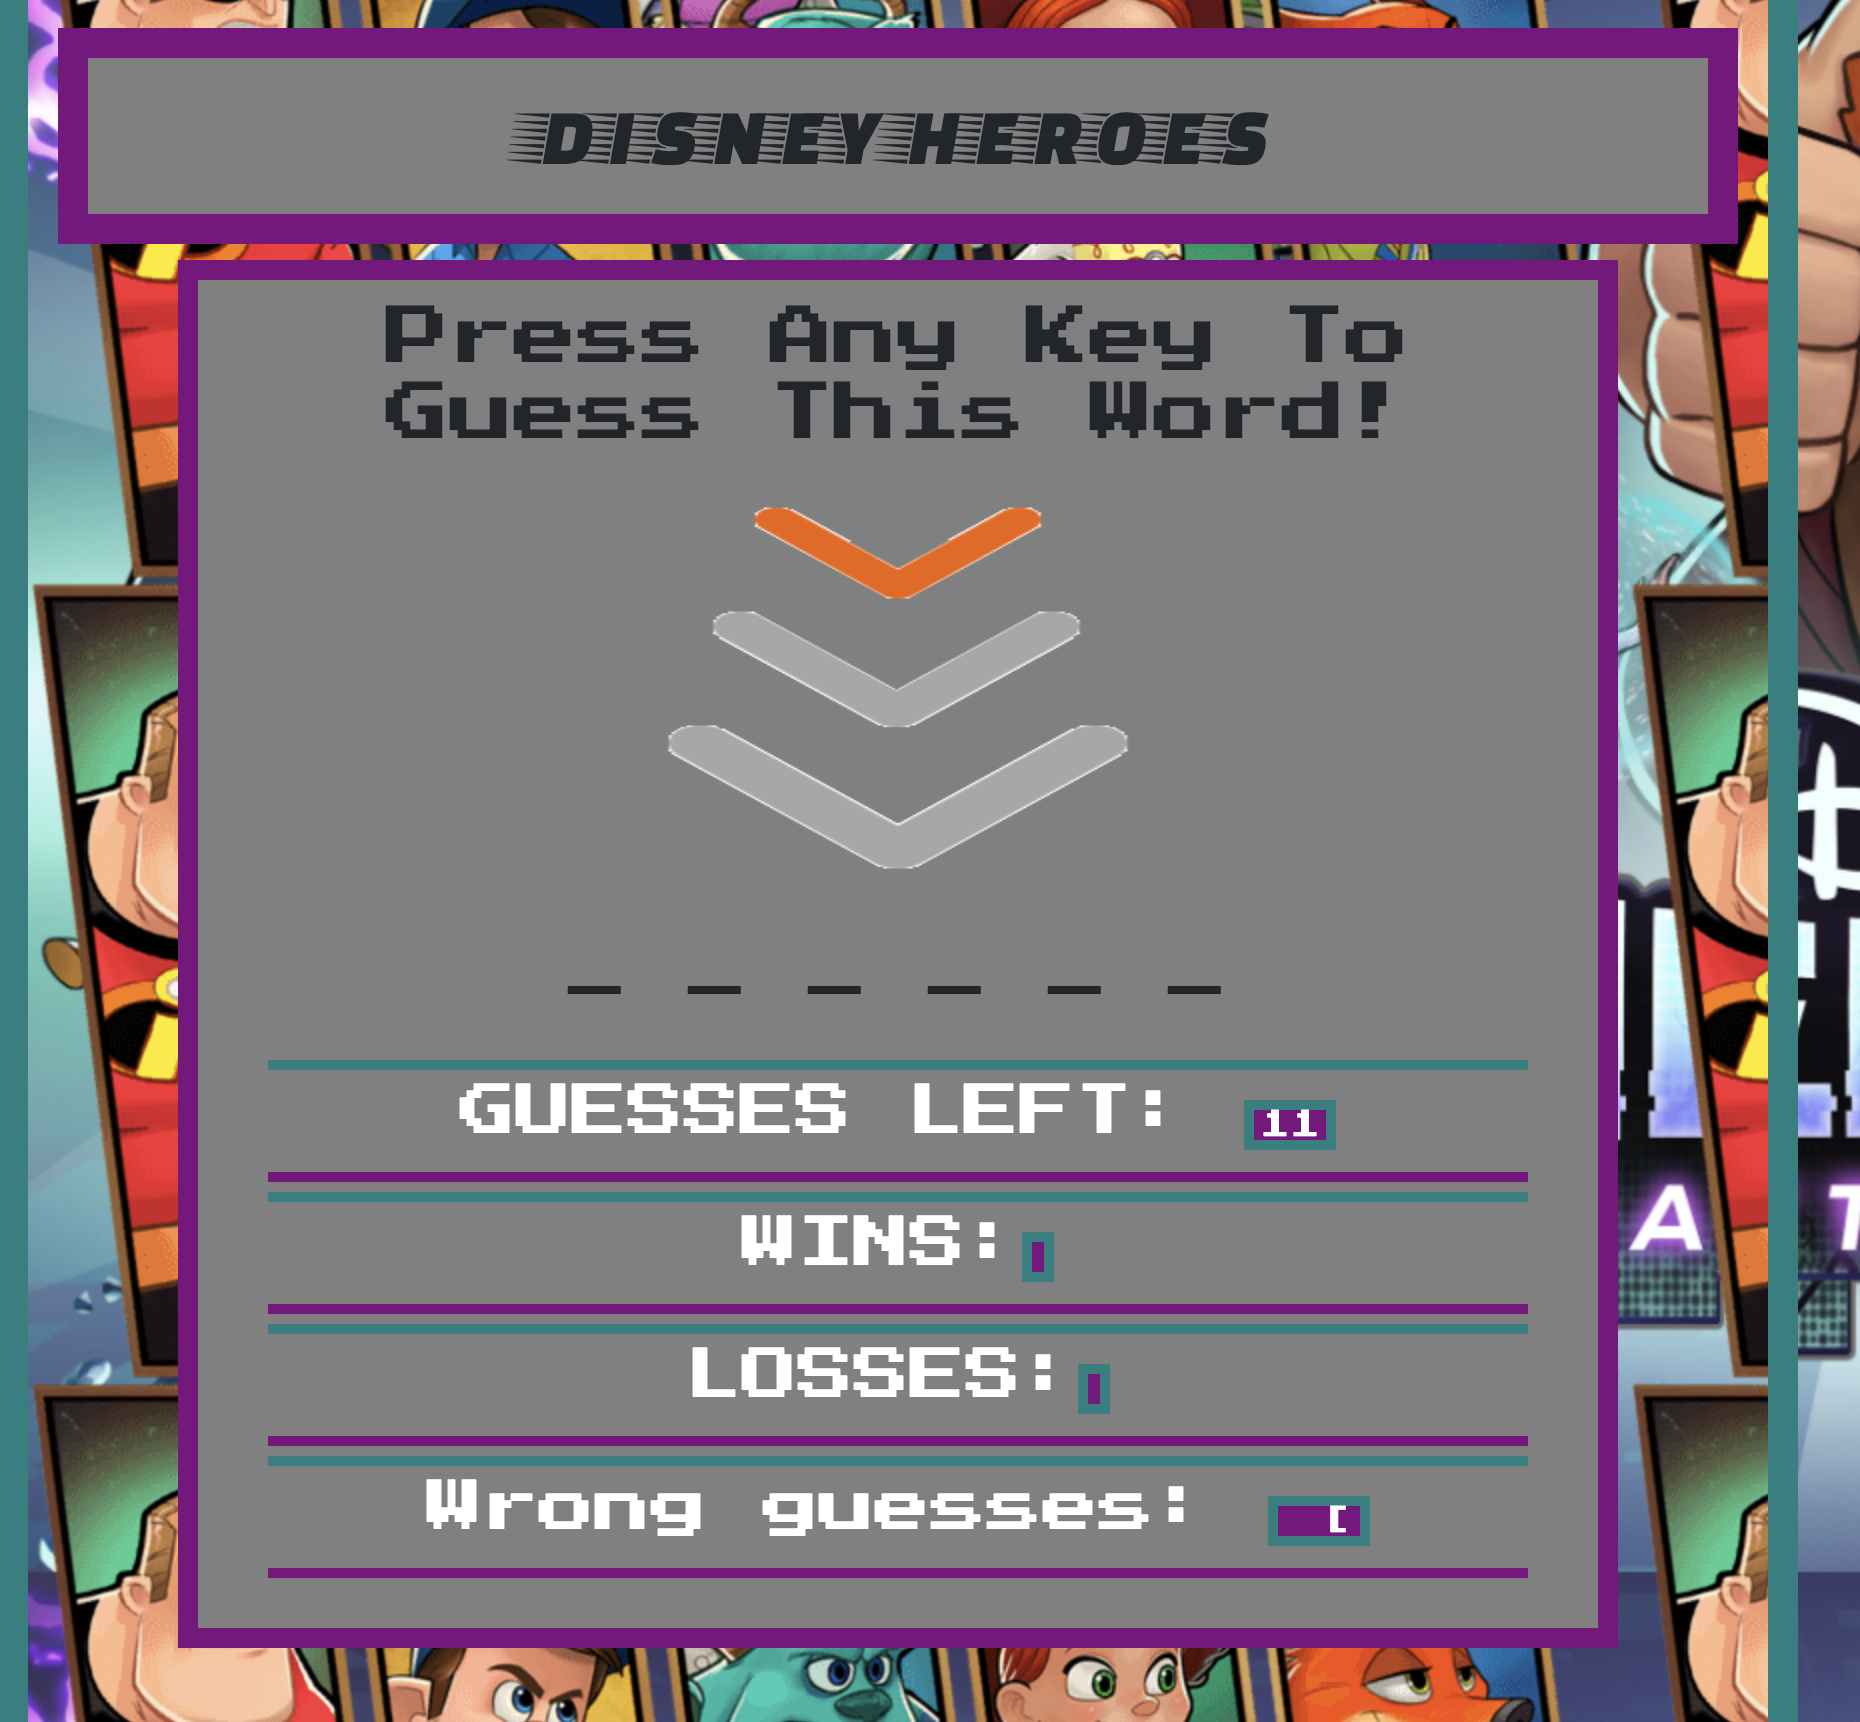 DISNEY HEROES
Press Any Key To
Guess This Word!
_ _ _ _ _ _
GUESSES LEFT: 11
WINS:
LOSSES:
Wrong guesses: [
A T